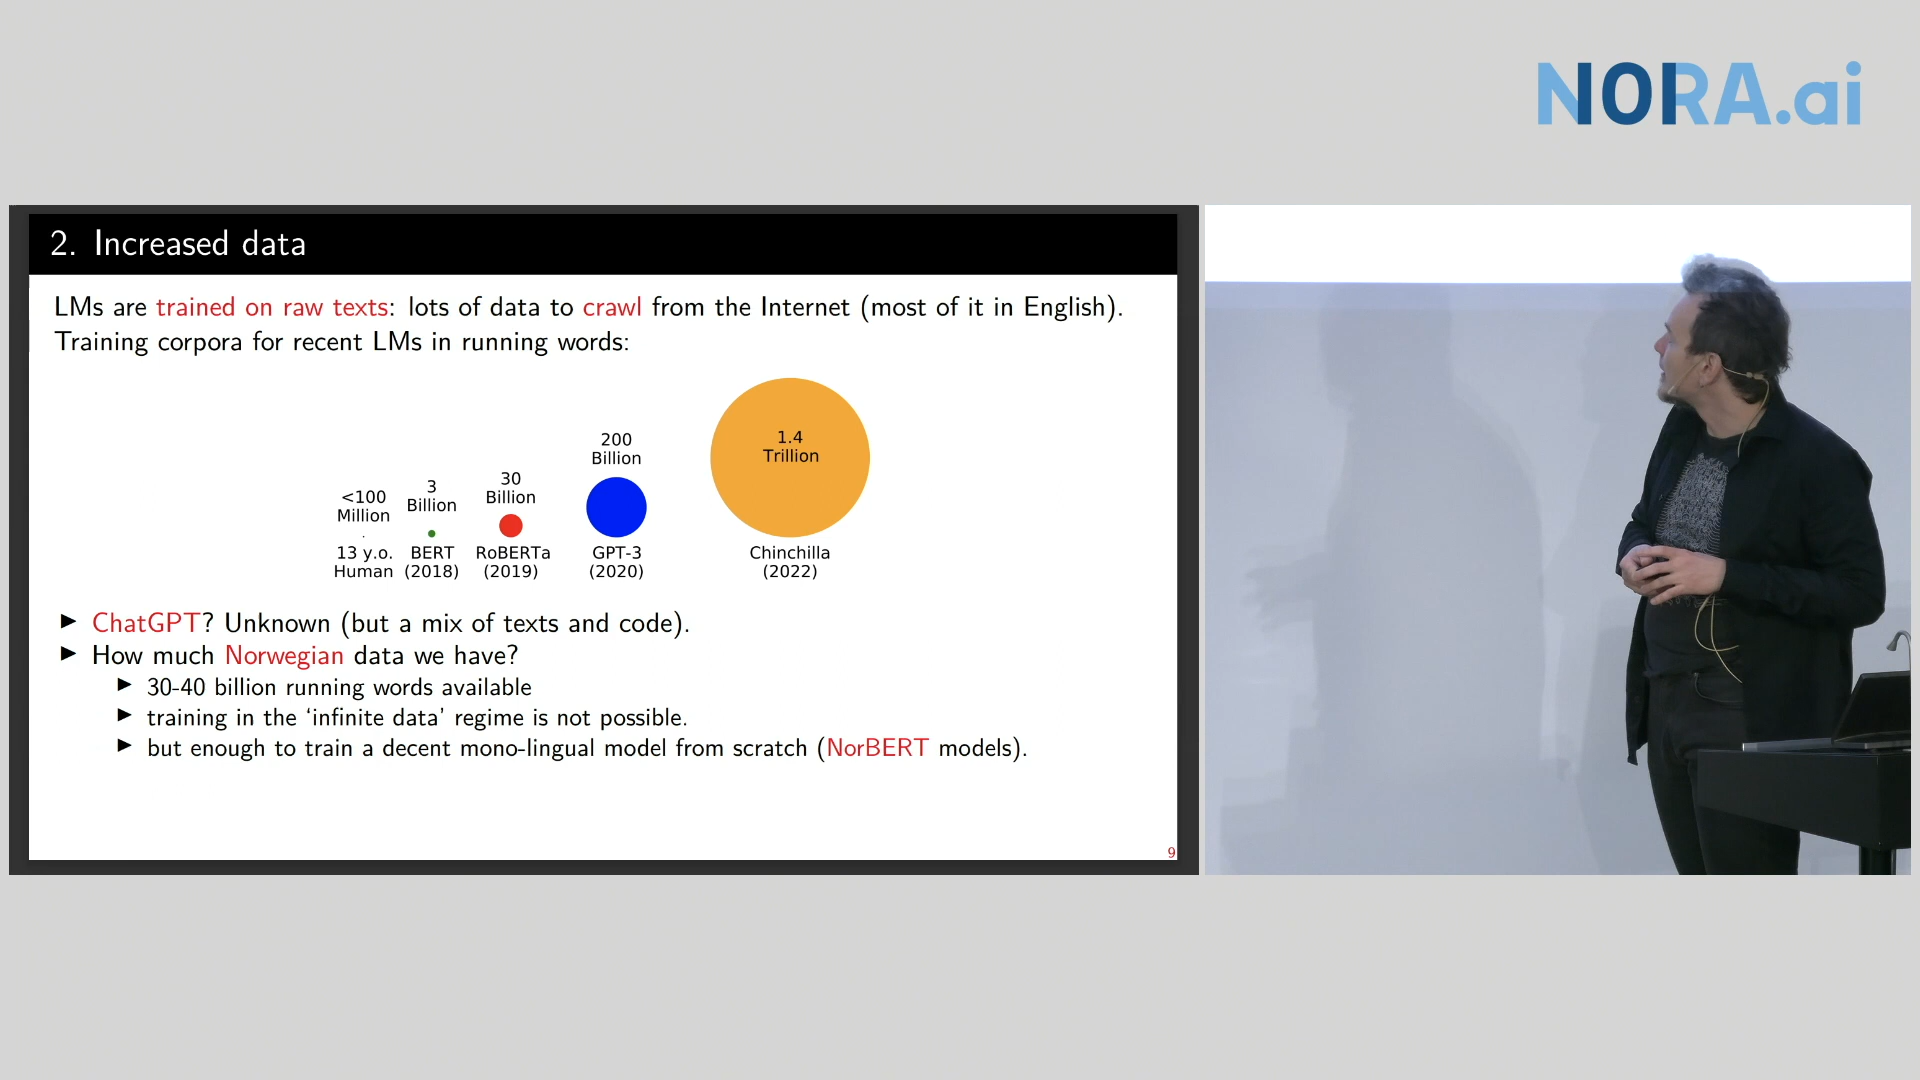 NORA.ai
2. Increased data
LMs are trained on raw texts: lots of data to crawl from the Internet (most of it in English).
Training corpora for recent LMs in running words:
<100
Million
3
Billion
30
Billion
200
Billion
1.4
Trillion
13 y.o.
Human
BERT
(2018)
RoBERTa
(2019)
GPT-3
(2020)
Chinchilla
(2022)
▶ ChatGPT? Unknown (but a mix of texts and code).
▶ How much Norwegian data we have?
▶ 30-40 billion running words available
▶ training in the ‘infinite data’ regime is not possible.
▶ but enough to train a decent mono-lingual model from scratch (NorBERT models).
9